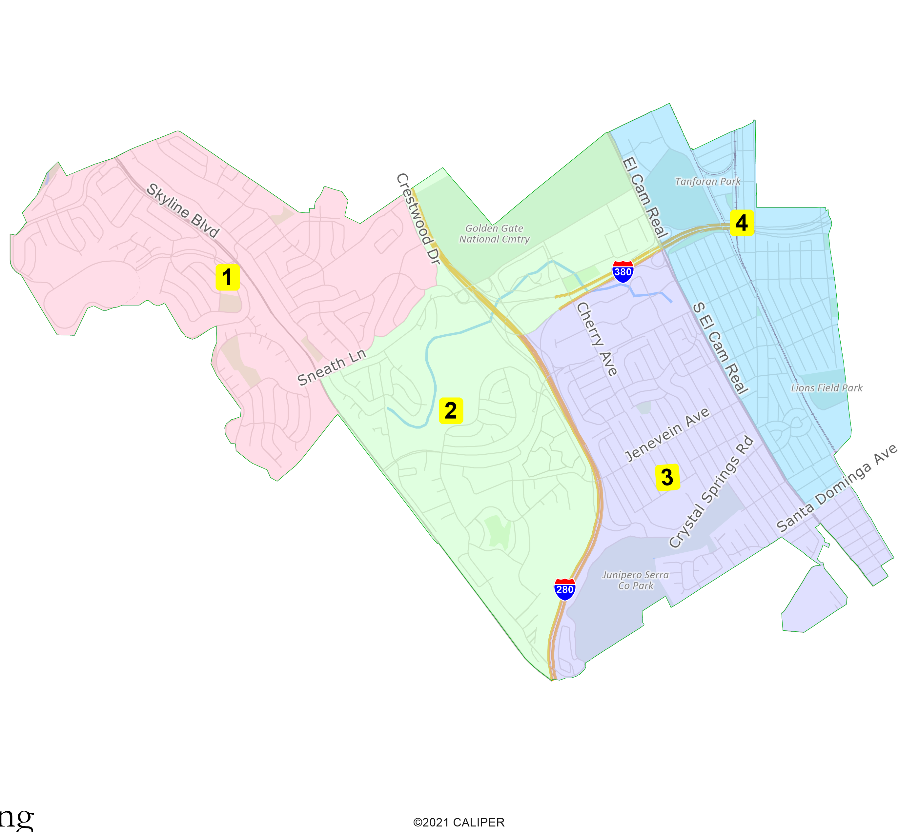 Crestwood Dr
El Cam Real
Tanforan Park
Skyline Blvd
Golden Gate
National Cmtry
4
1
380
Cherry Ave
S El Cam Real
Sneath Ln
2
Lions Field Park
Jenevein Ave
3
Crystal Springs Rd
Santa Dominga Ave
Junipero Serra
Co Park
280
ng
©2021 CALIPER